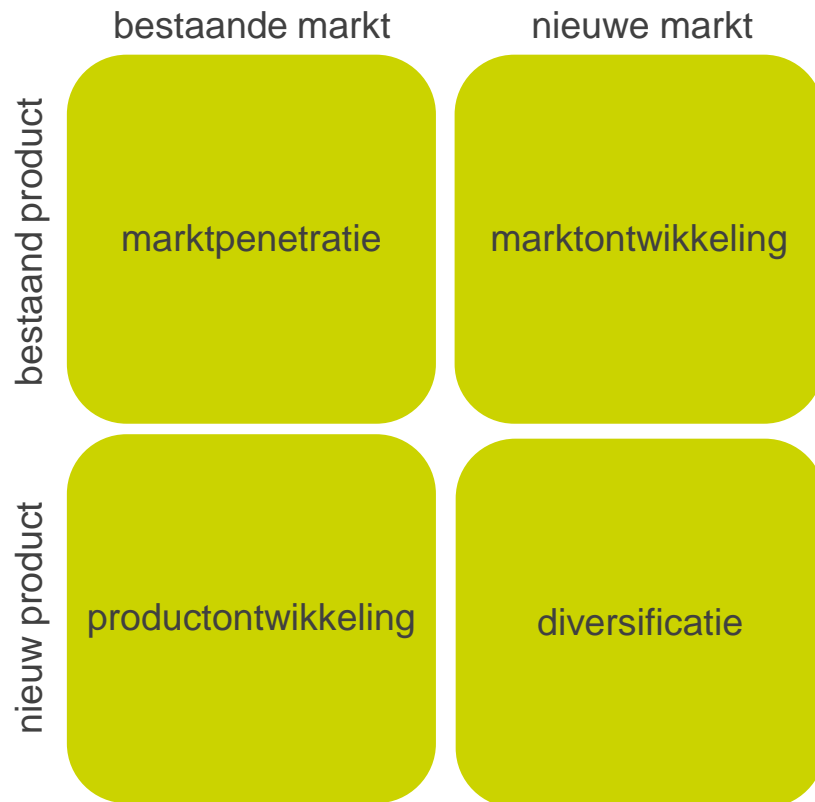 bestaande markt
nieuwe markt
bestaand product
marktpenetratie
marktontwikkeling
nieuw product
productontwikkeling
diversificatie